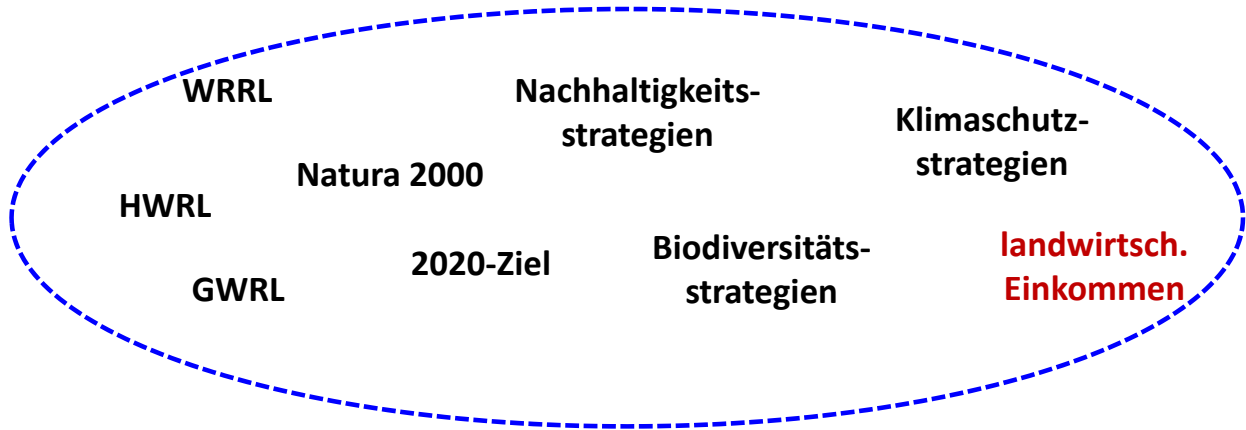 WRRL
Nachhaltigkeits-
strategien
Klimaschutz-
strategien
Natura 2000
HWRL
2020-Ziel
Biodiversitäts-
strategien
landwirtsch.
Einkommen
GWRL